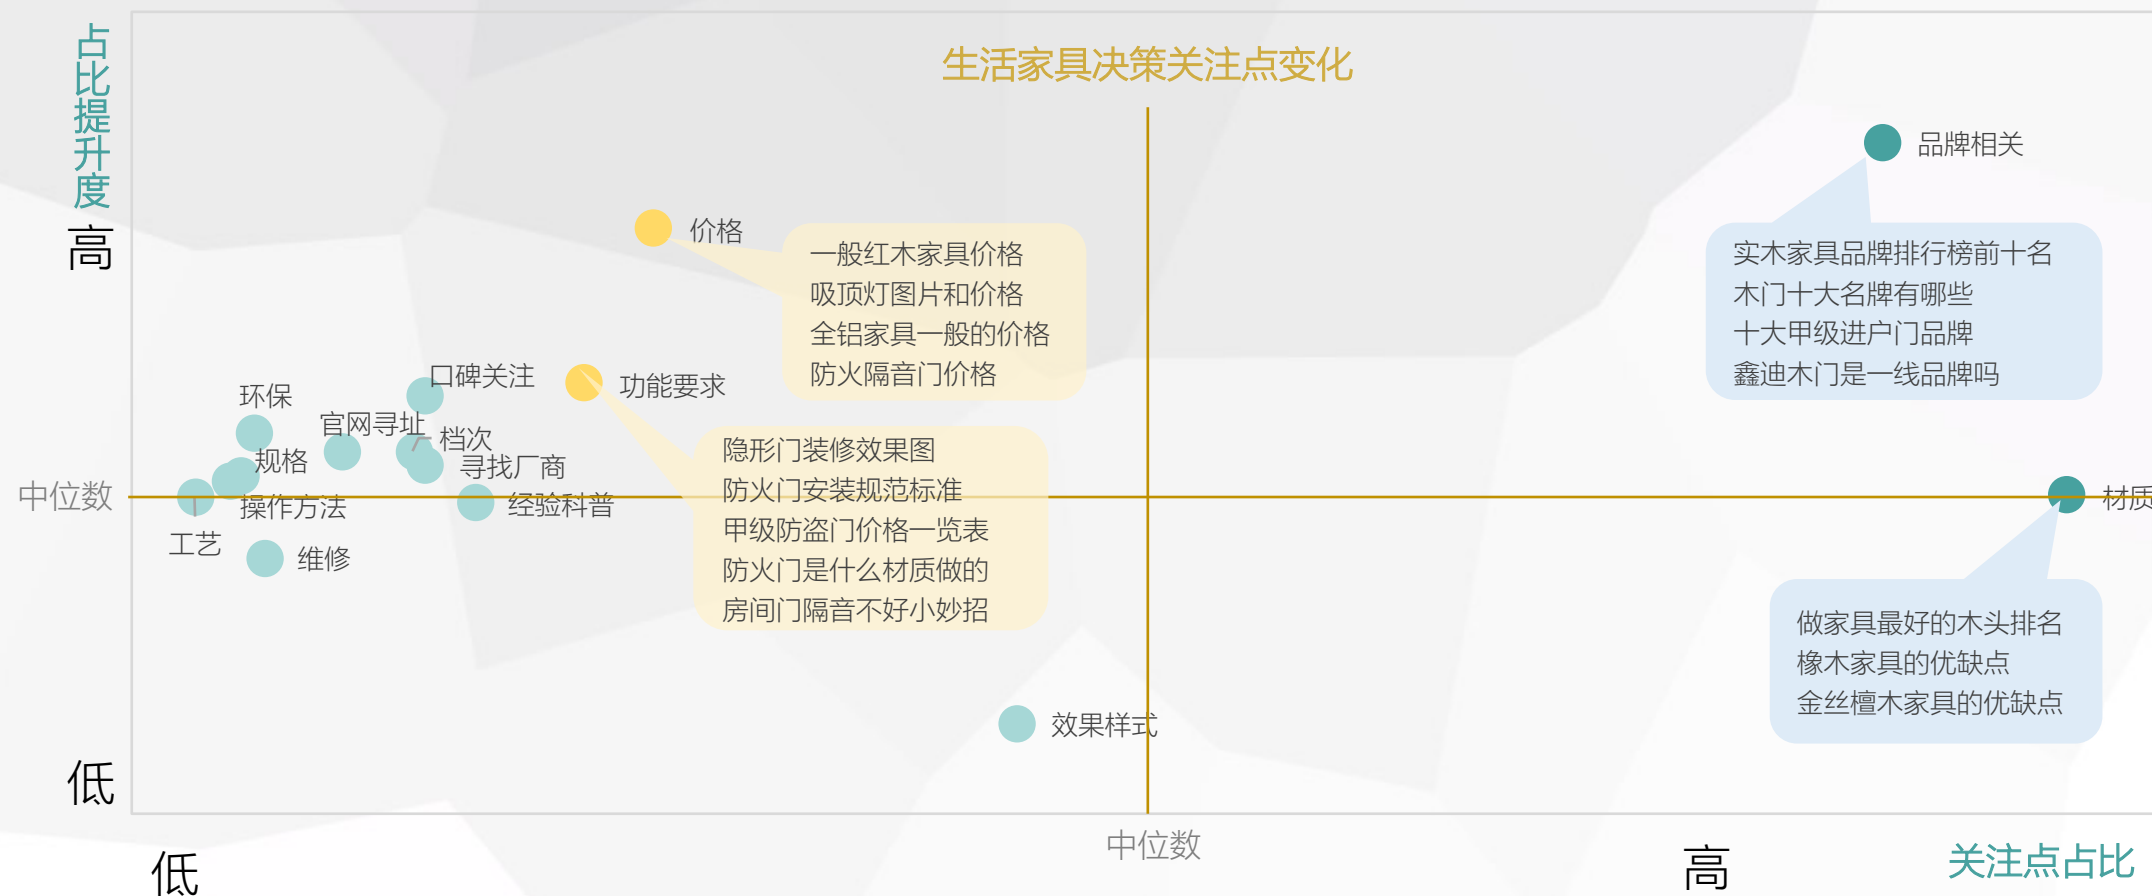 占比提升度
高
生活家具决策关注点变化
品牌相关
价格
一般红木家具价格
吸顶灯图片和价格
全铝家具一般的价格
防火隔音门价格
实木家具品牌排行榜前十名
木门十大名牌有哪些
十大甲级进户门品牌
鑫迪木门是一线品牌吗
口碑关注
功能要求
环保
官网寻址
档次
规格
寻找厂商
隐形门装修效果图
防火门安装规范标准
甲级防盗门价格一览表
防火门是什么材质做的
房间门隔音不好小妙招
中位数
操作方法
经验科普
材质
工艺
维修
做家具最好的木头排名
橡木家具的优缺点
金丝檀木家具的优缺点
效果样式
低
中位数
低
高
关注点占比